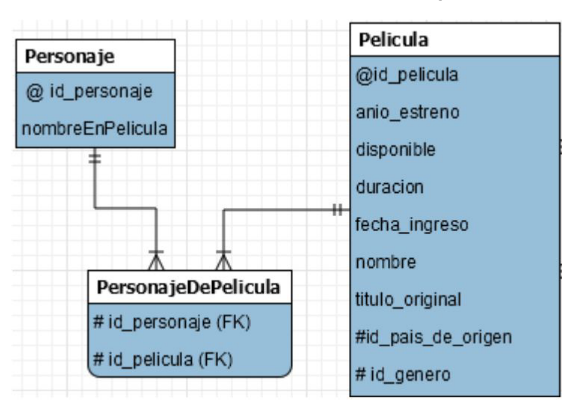 Personaje
@ id_personaje
nombreEnPelicula
Pelicula
@id_pelicula
anio_estreno
disponible
duracion
fecha_ingreso
nombre
titulo_original
#id_pais_de_origen
# id_genero
PersonajeDePelicula
# id_personaje (FK)
# id_pelicula (FK)